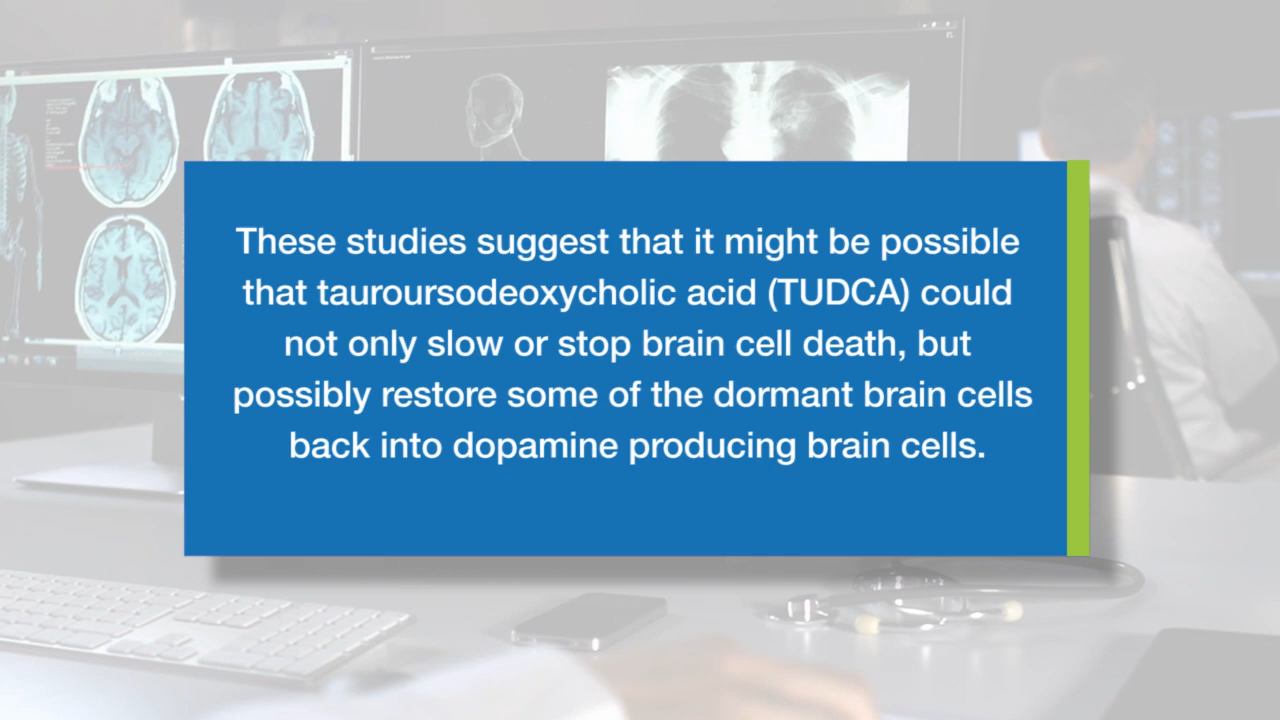 These studies suggest that it might be possible
that tauroursodeoxycholic acid (TUDCA) could
not only slow or stop brain cell death, but
possibly restore some of the dormant brain cells
back into dopamine producing brain cells.